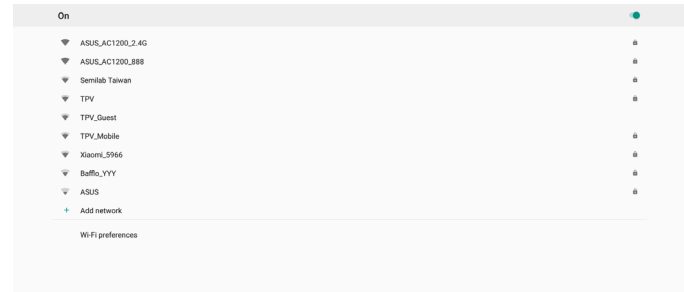 On
ASUS_AC1200_2.4G
ASUS_AC1200_888
Semilab Taiwan
TPV
TPV_Guest
TPV_Mobile
Xiaomi_5966
Bafflo_YYY
ASUS
+ Add network
Wi-Fi preferences